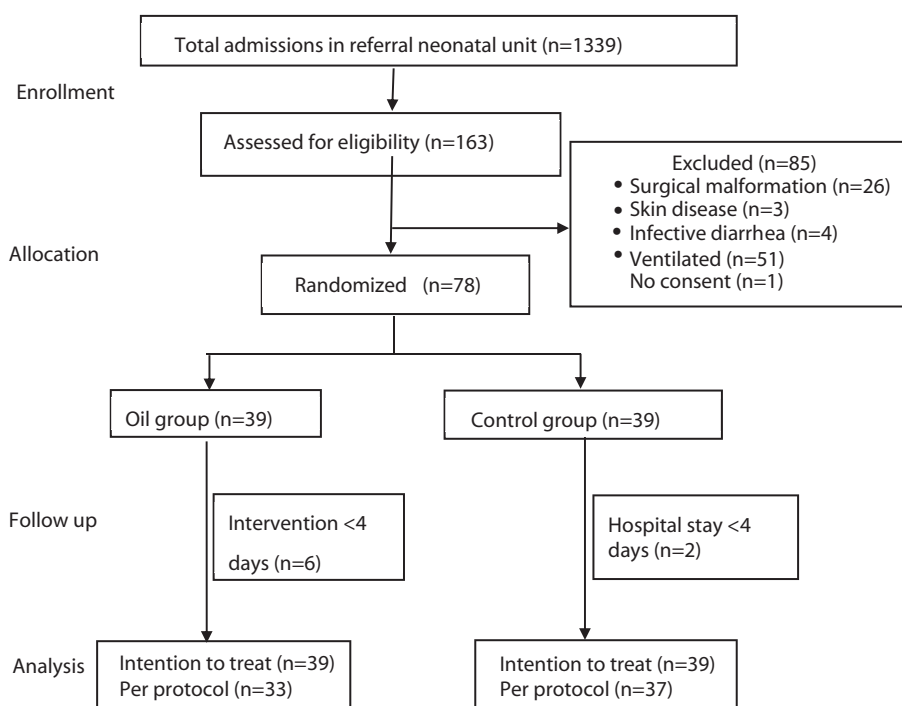 Total admissions in referral neonatal unit (n=1339)
Enrollment
Assessed for eligibility (n=163)
Excluded (n=85)
• Surgical malformation (n=26)
• Skin disease (n=3)
• Infective diarrhea (n=4)
• Ventilated (n=51)
No consent (n=1)
Allocation
Randomized (n=78)
Oil group (n=39)
Control group (n=39)
Follow up
Intervention <4
days (n=6)
Hospital stay <4
days (n=2)
Analysis
Intention to treat (n=39)
Per protocol (n=33)
Intention to treat (n=39)
Per protocol (n=37)